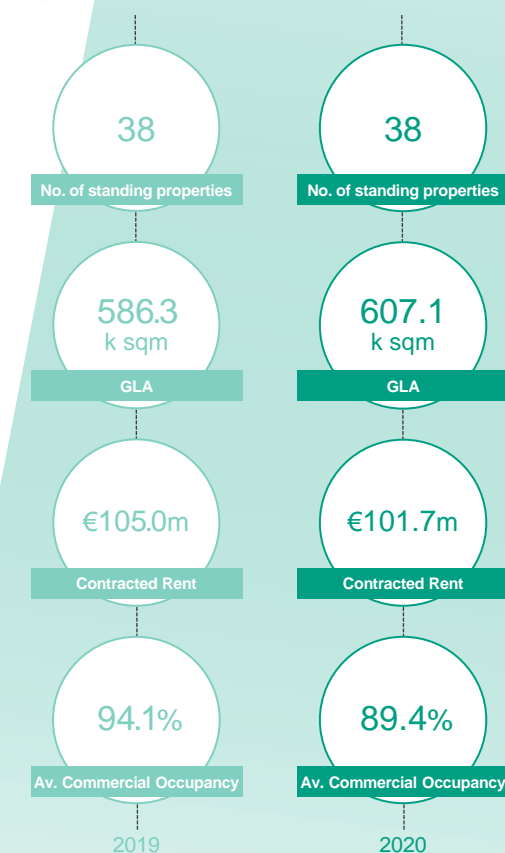 38
No. of standing properties
586.3
k sqm
GLA
€105.0m
Contracted Rent
94.1%
Av. Commercial Occupancy
2019
38
No. of standing properties
607.1
k sqm
GLA
€101.7m
Contracted Rent
89.4%
Av. Commercial Occupancy
2020